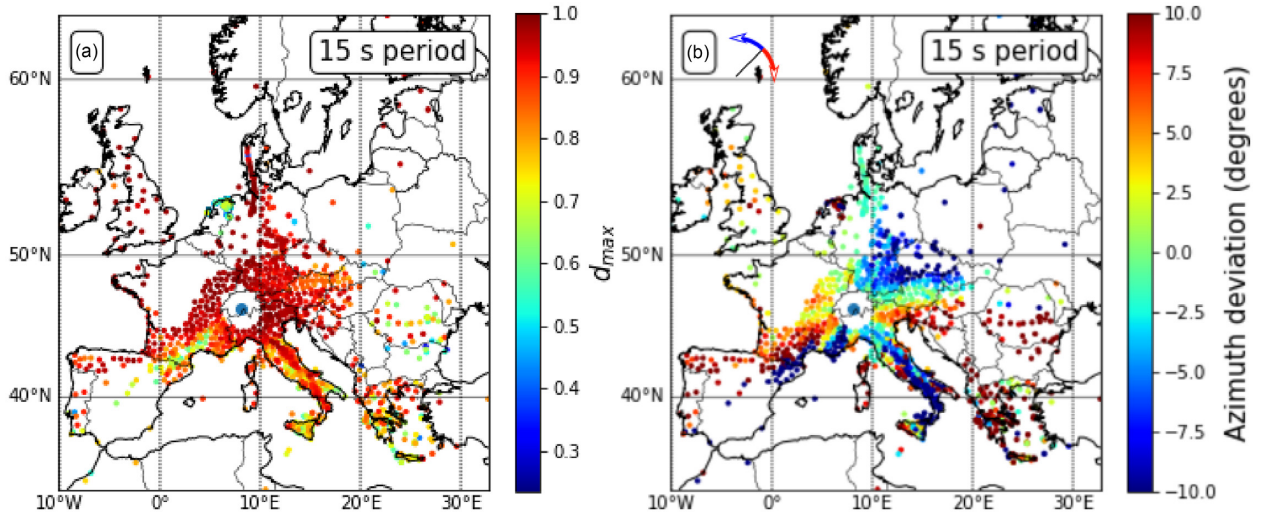 (a)
15 s period
60°N
50°N
40°N
10°W
0°
10°E
20°E
30°E
1.0
0.9
0.8
0.7
0.6
0.5
0.4
0.3
d_max
(b)
15 s period
60°N
50°N
40°N
10°W
0°
10°E
20°E
30°E
10.0
7.5
5.0
2.5
0.0
−2.5
−5.0
−7.5
−10.0
Azimuth deviation (degrees)